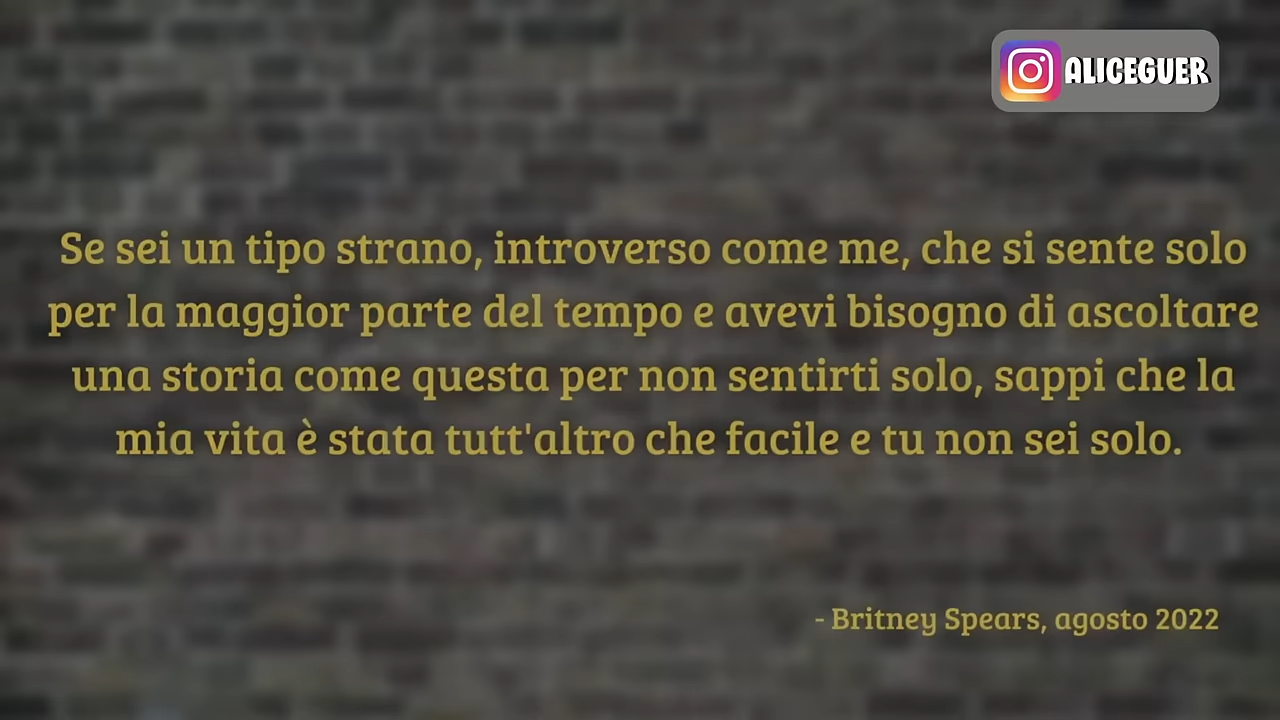 ALICEGUER
Se sei un tipo strano, introverso come me, che si sente solo
per la maggior parte del tempo e avevi bisogno di ascoltare
una storia come questa per non sentirti solo, sappi che la
mia vita è stata tutt'altro che facile e tu non sei solo.
- Britney Spears, agosto 2022